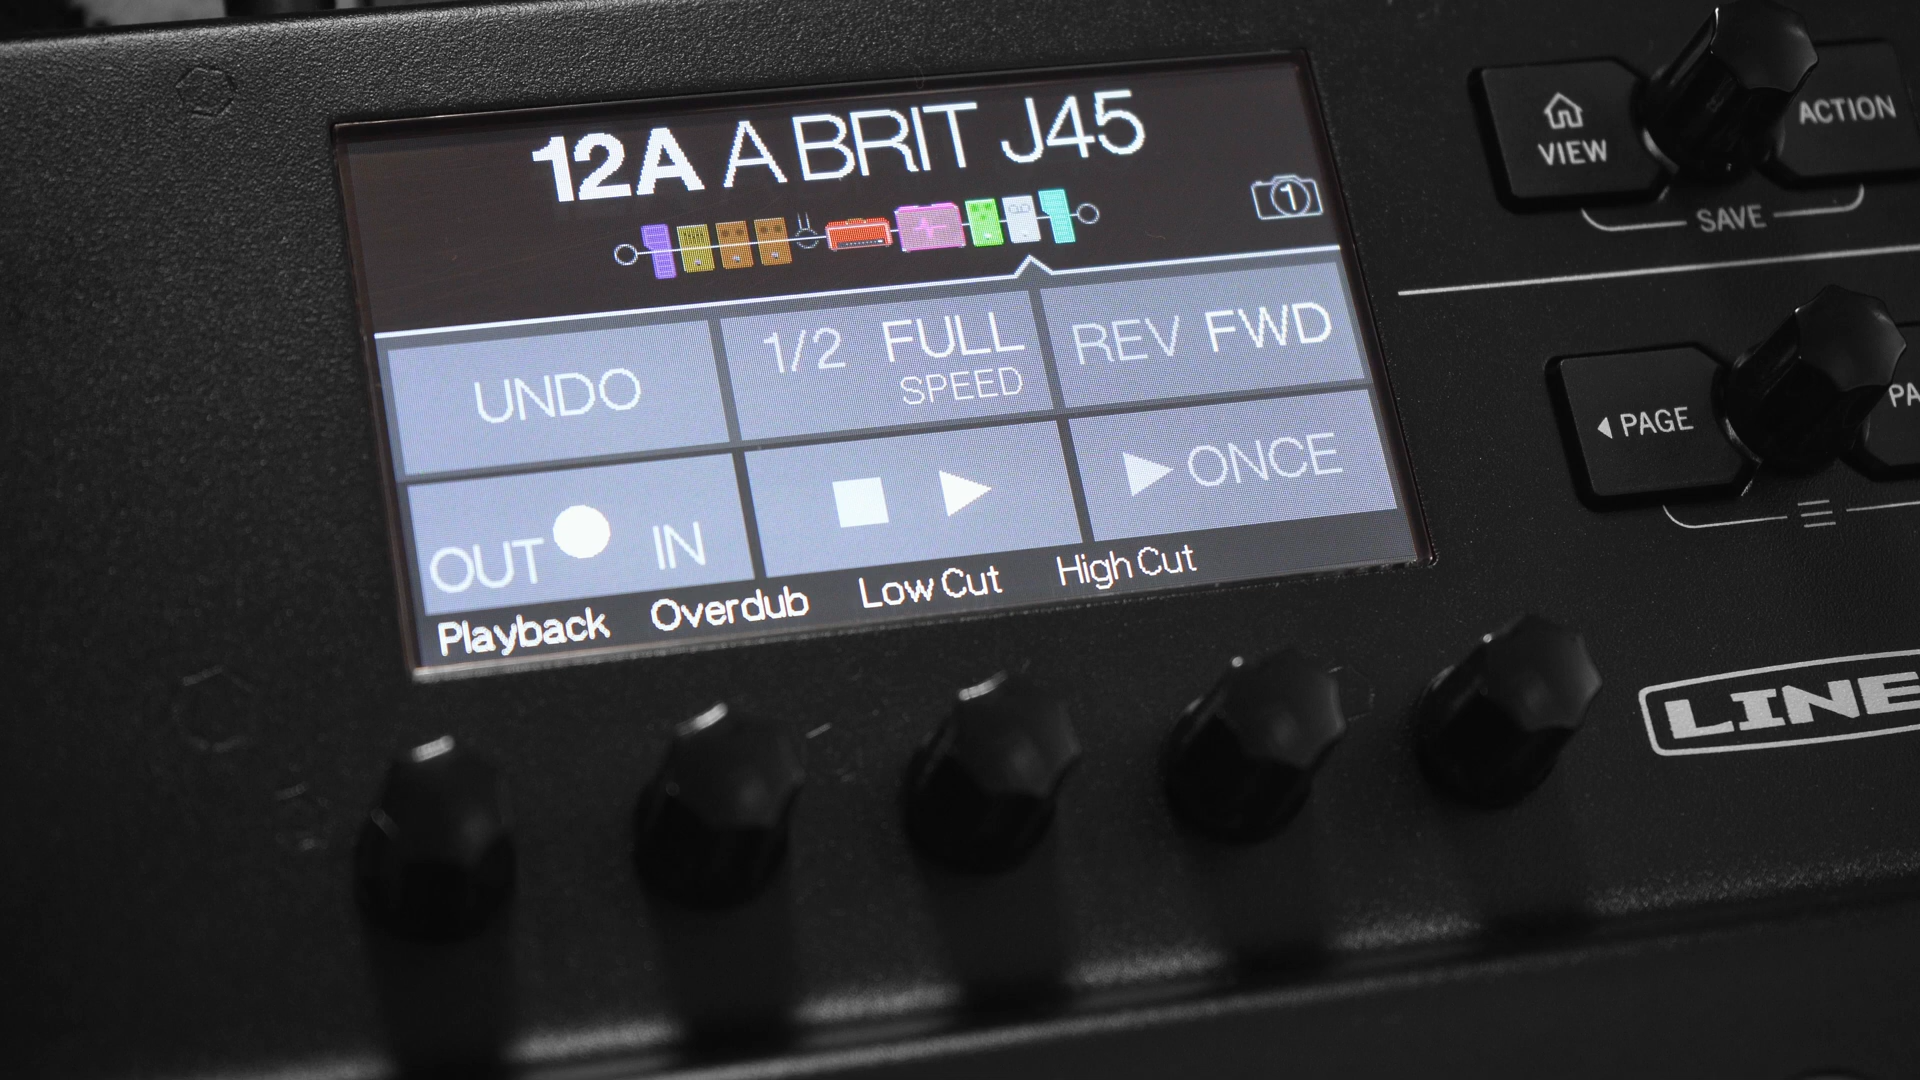 12A A BRIT J45
1
UNDO
1/2 FULL
SPEED
REV FWD
OUT IN
ONCE
Playback Overdub Low Cut High Cut
VIEW
ACTION
SAVE
PAGE
PA
LINE